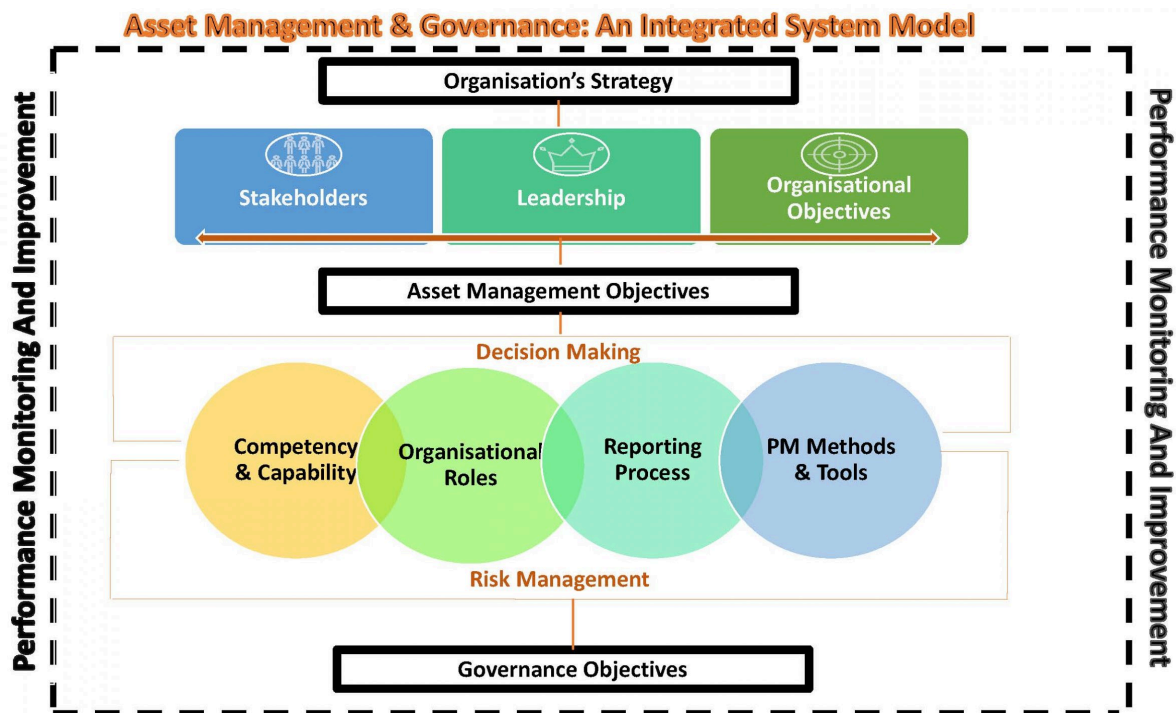 Asset Management & Governance: An Integrated System Model
Organisation’s Strategy
Stakeholders
Leadership
Organisational
Objectives
Asset Management Objectives
Decision Making
Competency
& Capability
Organisational
Roles
Reporting
Process
PM Methods
& Tools
Risk Management
Governance Objectives
Performance Monitoring And Improvement
Performance Monitoring And Improvement